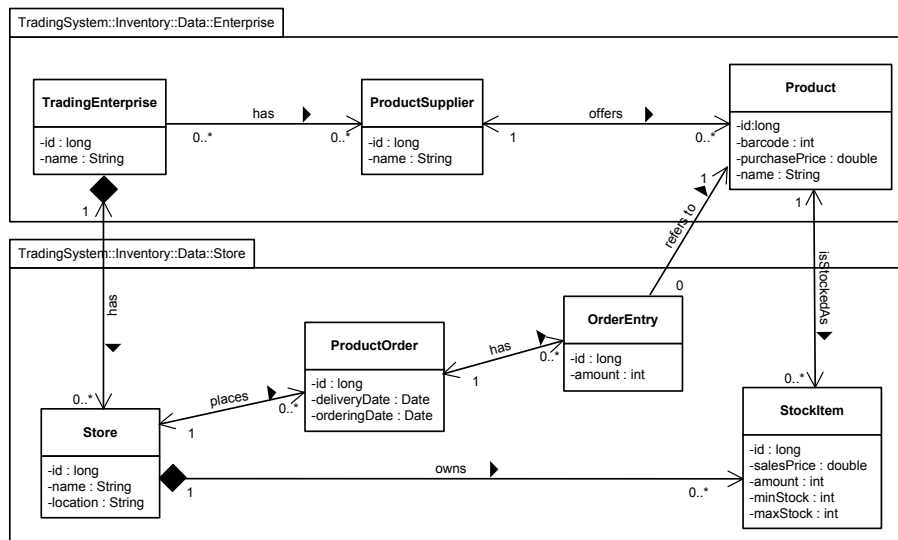 TradingSystem::Inventory::Data::Enterprise
TradingEnterprise
-id : long
-name : String
has
0..*
0..*
ProductSupplier
-id : long
-name : String
offers
1
0..*
Product
-id:long
-barcode : int
-purchasePrice : double
-name : String
1
1
1
refers to
TradingSystem::Inventory::Data::Store
has
0..*
isStockedAs
0..*
0
OrderEntry
-id : long
-amount : int
has
1
0..*
ProductOrder
-id : long
-deliveryDate : Date
-orderingDate : Date
places
1
0..*
Store
-id : long
-name : String
-location : String
owns
1
0..*
StockItem
-id : long
-salesPrice : double
-amount : int
-minStock : int
-maxStock : int